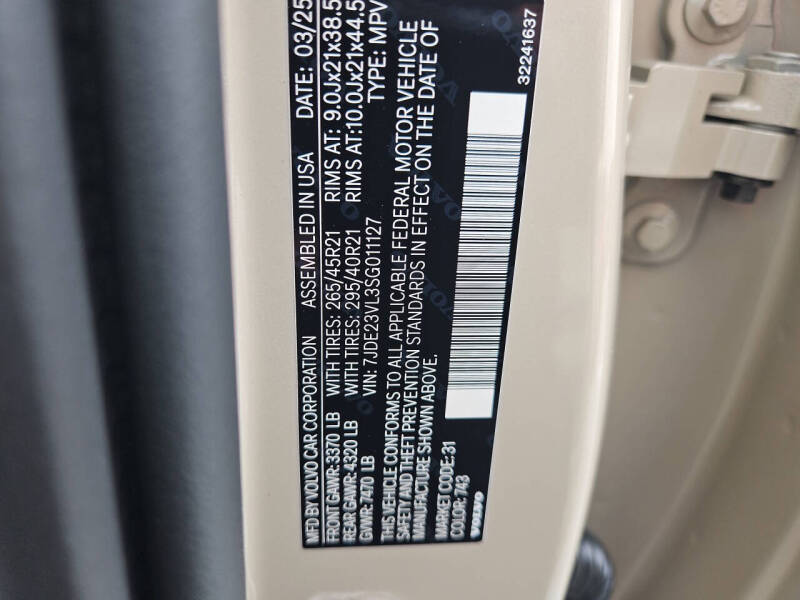 MFD BY VOLVO CAR CORPORATION ASSEMBLED IN USA DATE: 03/25
FRONT GAWR: 3370 LB WITH TIRES: 265/45R21 RIMS AT: 9.0Jx21x38.5
REAR GAWR: 4320 LB WITH TIRES: 295/40R21 RIMS AT: 10.0Jx21x44.5
GVWR: 7470 LB VIN: 7JDE23VL3SG011127 TYPE: MPV
THIS VEHICLE CONFORMS TO ALL APPLICABLE FEDERAL MOTOR VEHICLE
SAFETY AND THEFT PREVENTION STANDARDS IN EFFECT ON THE DATE OF
MANUFACTURE SHOWN ABOVE.
MARKET CODE: 31
COLOR: 743
VOLVO
32241637